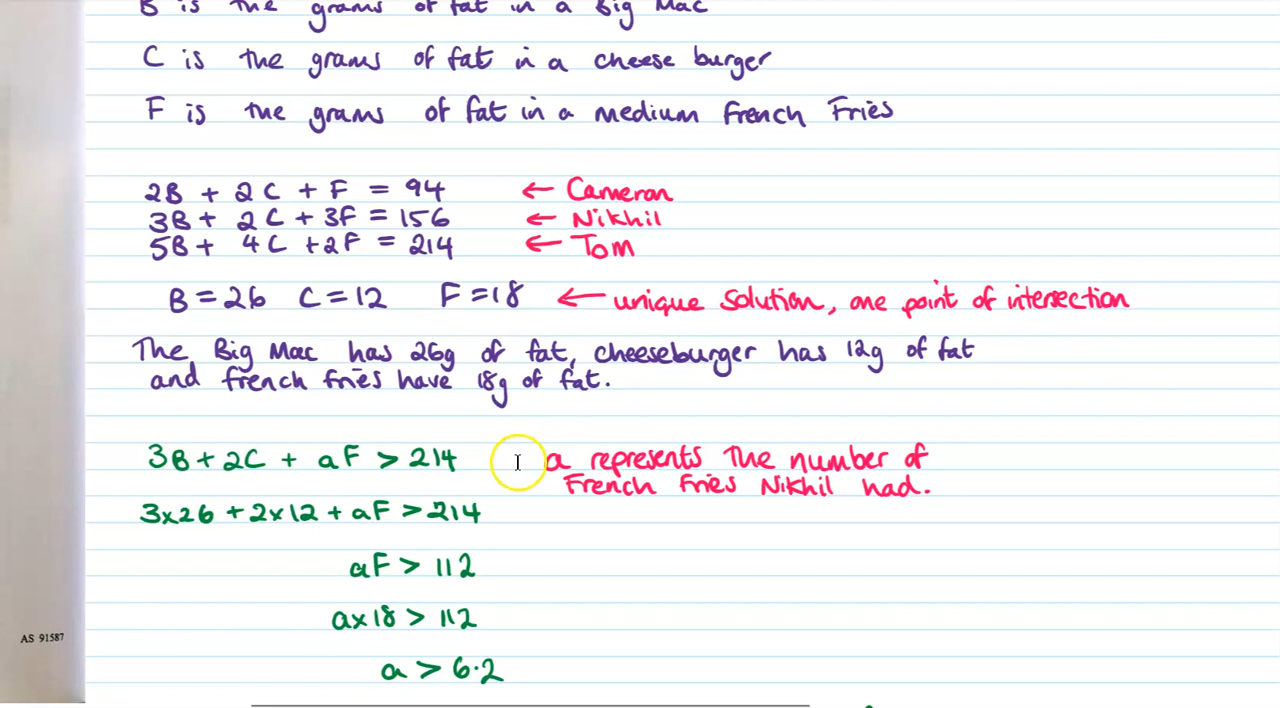 B is the grams of fat in a Big Mac
C is the grams of fat in a cheese burger
F is the grams of fat in a medium French Fries
2B + 2C + F = 94 ← Cameron
3B + 2C + 3F = 156 ← Nikhil
5B + 4C + 2F = 214 ← Tom
B = 26 C = 12 F = 18 ← unique solution, one point of intersection
The Big Mac has 26g of fat, cheeseburger has 12g of fat
and french fries have 18g of fat.
3B + 2C + aF > 214 a represents the number of
French Fries Nikhil had.
3x26 + 2x12 + aF > 214
aF > 112
ax18 > 112
AS 91587
a > 6.2